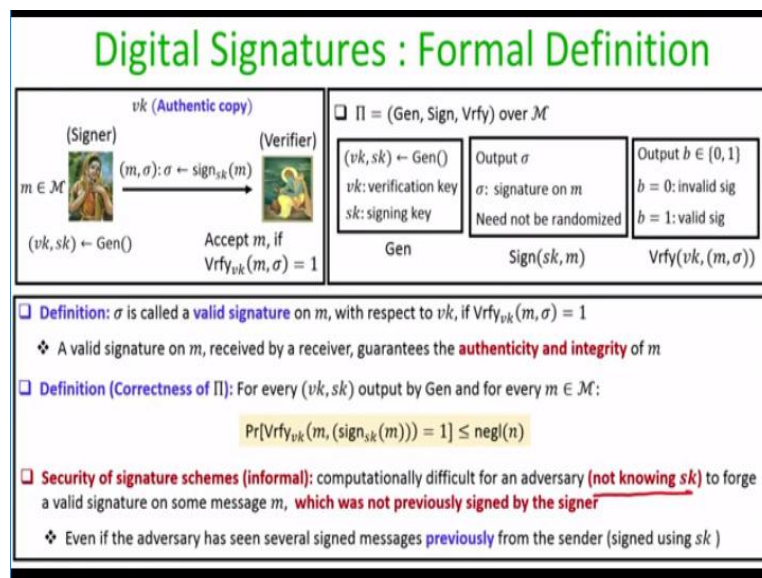 Digital Signatures : Formal Definition
vk (Authentic copy)
(Signer)
(Verifier)
m ∈ ℳ
(m, σ): σ ← sign_sk(m)
(vk, sk) ← Gen()
Accept m, if
Vrfy_vk(m, σ) = 1
❑ Π = (Gen, Sign, Vrfy) over ℳ
(vk, sk) ← Gen()
vk: verification key
sk: signing key
Gen
Output σ
σ: signature on m
Need not be randomized
Sign(sk, m)
Output b ∈ {0, 1}
b = 0: invalid sig
b = 1: valid sig
Vrfy(vk, (m, σ))
❑ Definition: σ is called a valid signature on m, with respect to vk, if Vrfy_vk(m, σ) = 1
❖ A valid signature on m, received by a receiver, guarantees the authenticity and integrity of m
❑ Definition (Correctness of Π): For every (vk, sk) output by Gen and for every m ∈ ℳ:
Pr[Vrfy_vk(m, (sign_sk(m))) = 1] ≤ negl(n)
❑ Security of signature schemes (informal): computationally difficult for an adversary (not knowing sk) to forge
a valid signature on some message m, which was not previously signed by the signer
❖ Even if the adversary has seen several signed messages previously from the sender (signed using sk )